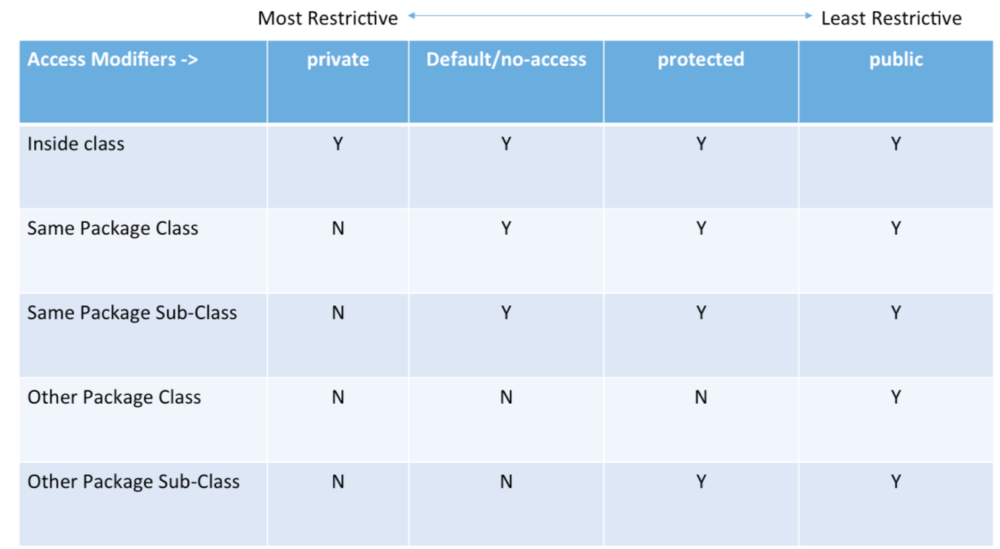 Most Restrictive Least Restrictive
Access Modifiers -> private Default/no-access protected public
Inside class Y Y Y Y
Same Package Class N Y Y Y
Same Package Sub-Class N Y Y Y
Other Package Class N N N Y
Other Package Sub-Class N N Y Y